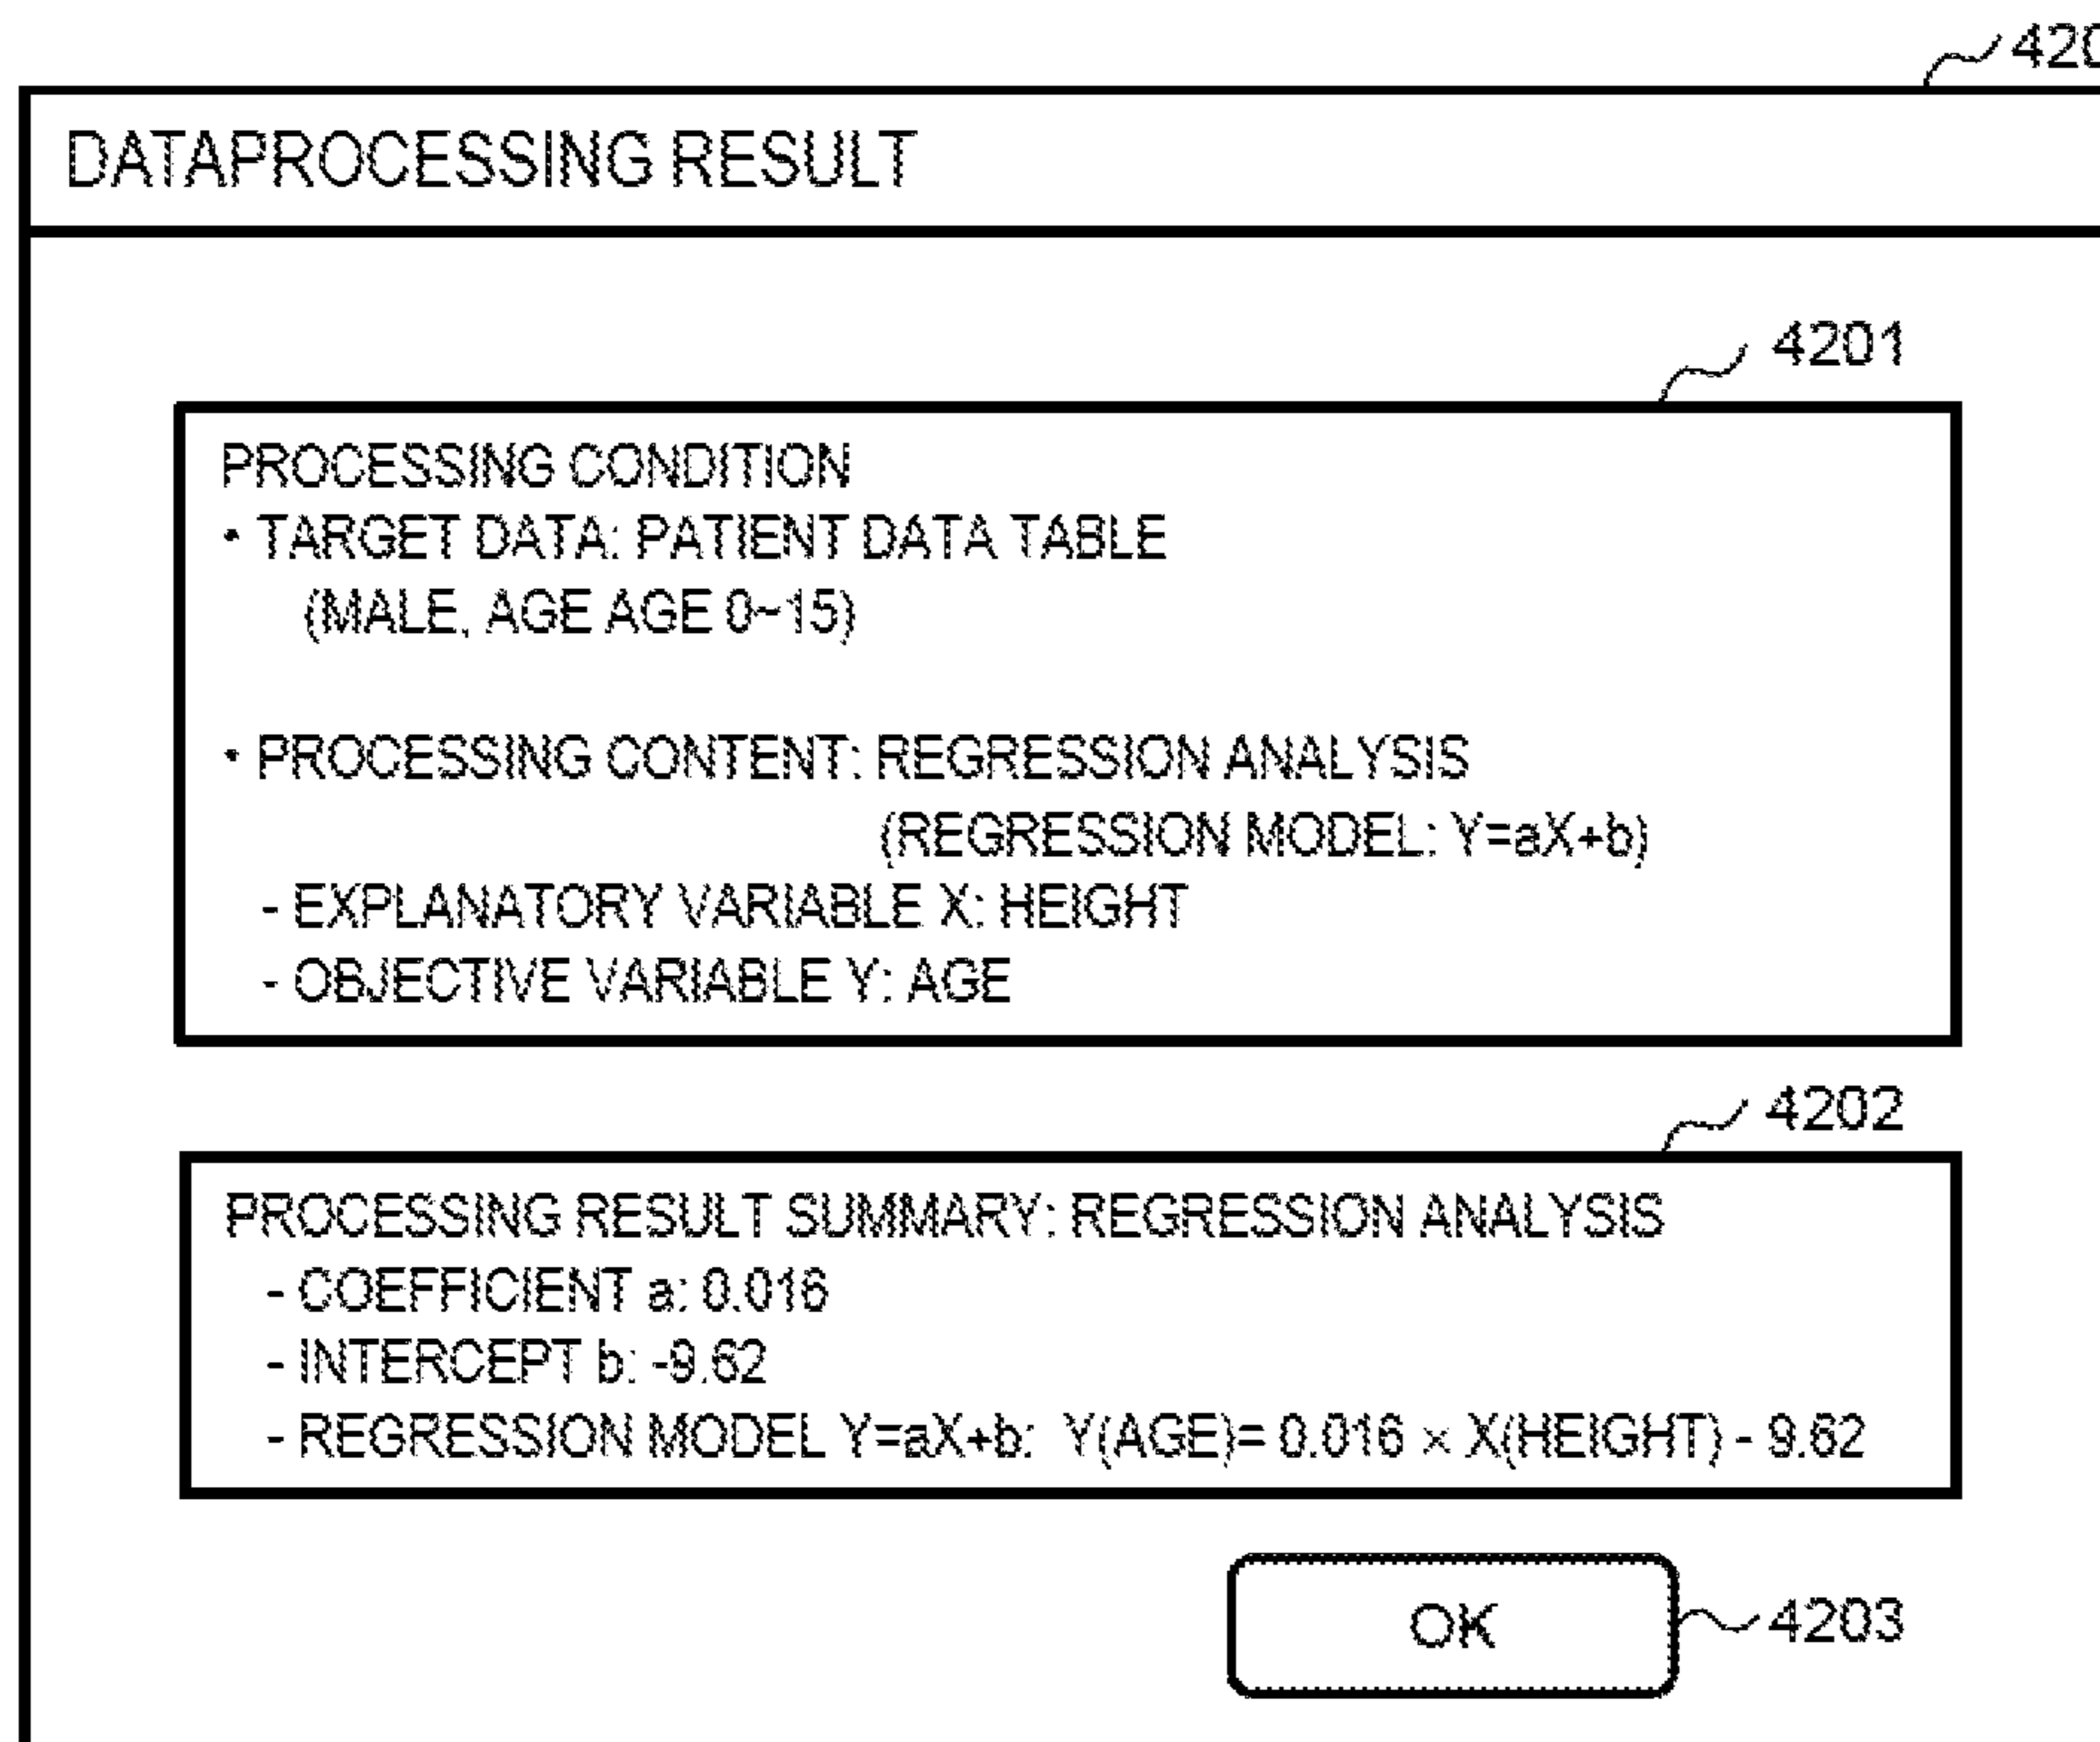 420
DATAPROCESSING RESULT
4201
PROCESSING CONDITION
・TARGET DATA: PATIENT DATA TABLE
(MALE, AGE AGE 0~15)
・PROCESSING CONTENT: REGRESSION ANALYSIS
(REGRESSION MODEL: Y=aX+b)
- EXPLANATORY VARIABLE X: HEIGHT
- OBJECTIVE VARIABLE Y: AGE
4202
PROCESSING RESULT SUMMARY: REGRESSION ANALYSIS
- COEFFICIENT a: 0.016
- INTERCEPT b: -9.62
- REGRESSION MODEL Y=aX+b: Y(AGE)= 0.016 × X(HEIGHT) - 9.62
OK
4203